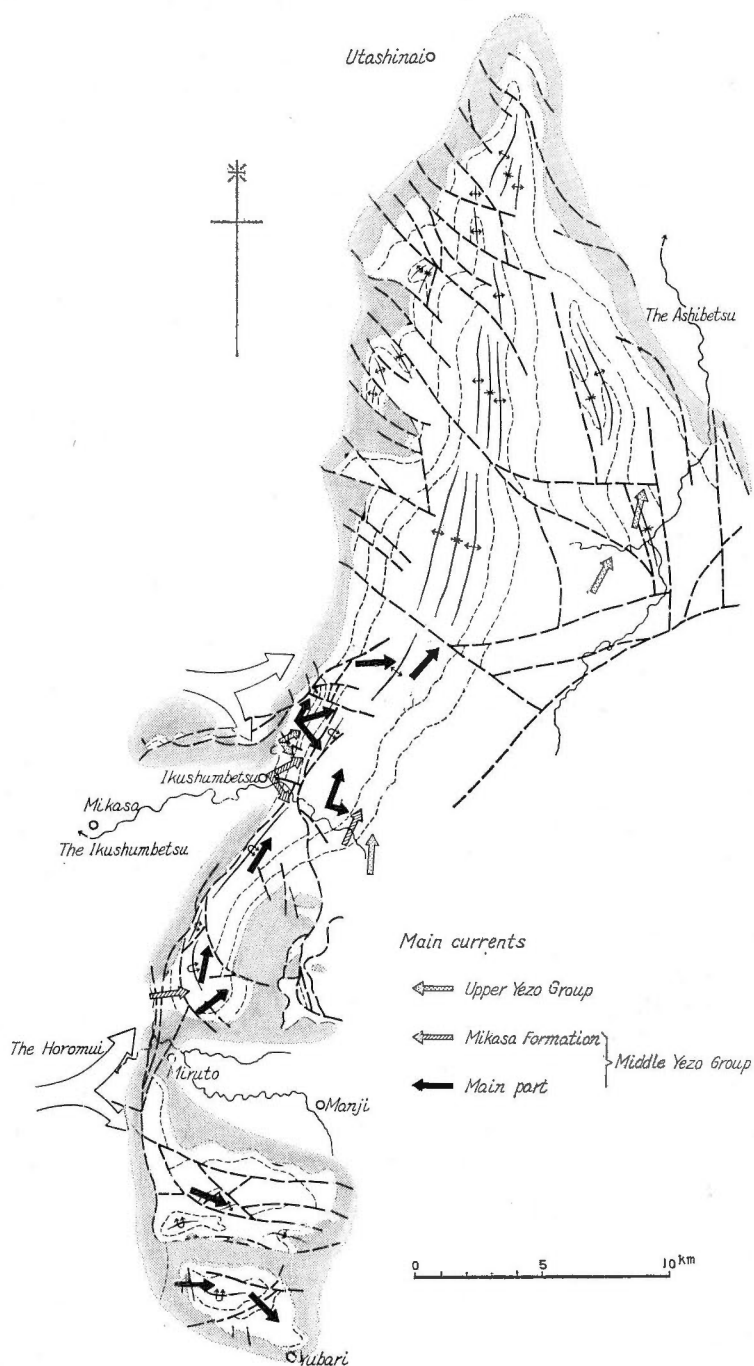 Utashinai
The Ashibetsu
Ikushumbetsu
Mikasa
The Ikushumbetsu
Main currents
Upper Yezo Group
The Horomui
Mikasa Formation
Middle Yezo Group
Miruto
Manji
Main part
0 5 10 km
Yubari